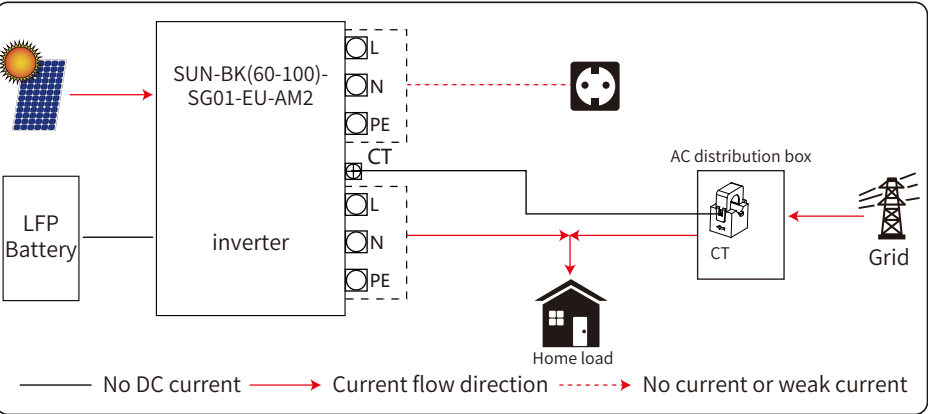 SUN-BK(60-100)-
SG01-EU-AM2
L
N
PE
CT
AC distribution box
LFP
Battery
inverter
L
N
PE
CT
Grid
Home load
No DC current
Current flow direction
No current or weak current